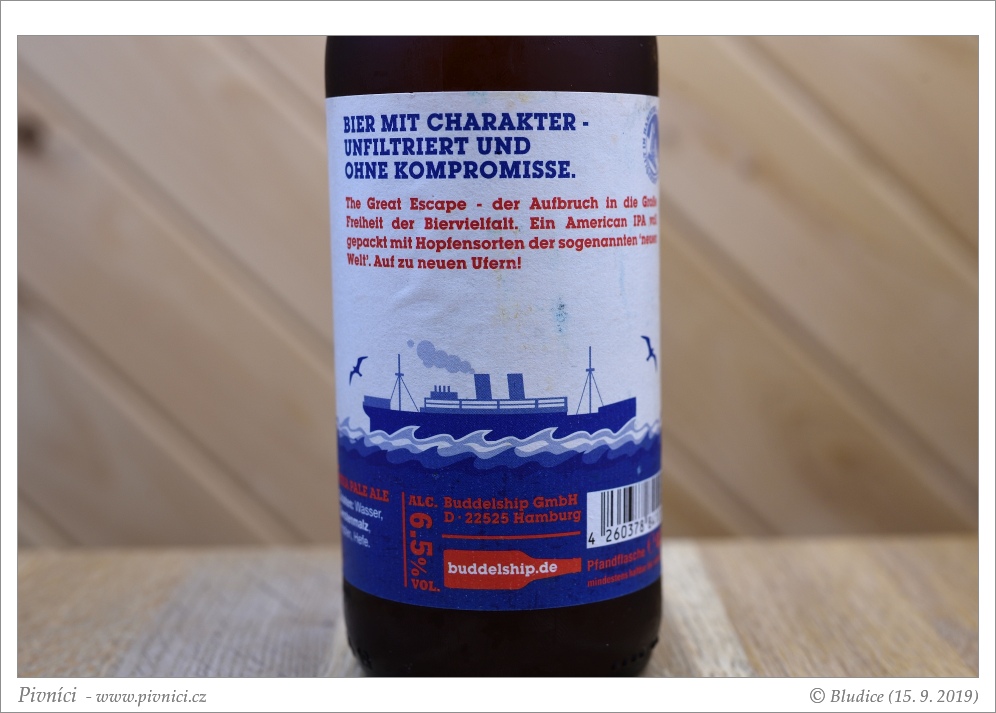 BIER MIT CHARAKTER -
UNFILTRIERT UND
OHNE KOMPROMISSE.
The Great Escape - der Aufbruch in die
Freiheit der Biervielfalt. Ein American IPA
gepackt mit Hopfensorten der sogenannten 'neuen
Welt'. Auf zu neuen Ufern!
PALE ALE
Wasser,
Hefe.
ALC.
6.5%
VOL.
Buddelship GmbH
D · 22525 Hamburg
buddelship.de
4 260378
Pfandflasche
mindestens
Pivníci - www.pivnici.cz
© Bludice (15. 9. 2019)